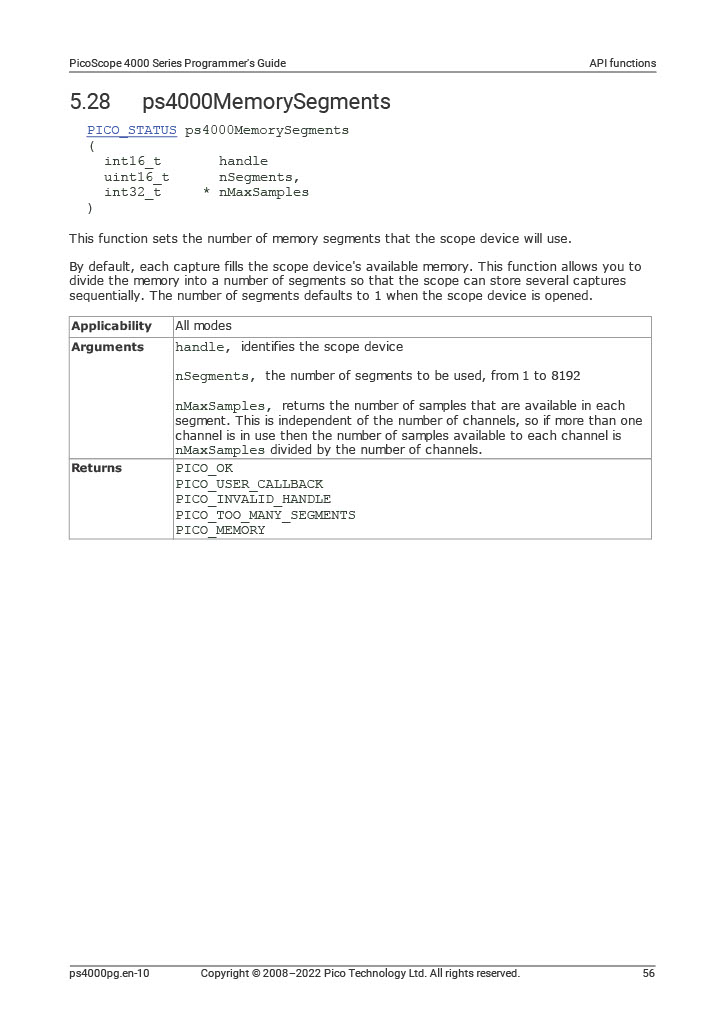 PicoScope 4000 Series Programmer's Guide API functions
5.28 ps4000MemorySegments
PICO_STATUS ps4000MemorySegments
(
int16_t handle
uint16_t nSegments,
int32_t * nMaxSamples
)
This function sets the number of memory segments that the scope device will use.
By default, each capture fills the scope device's available memory. This function allows you to
divide the memory into a number of segments so that the scope can store several captures
sequentially. The number of segments defaults to 1 when the scope device is opened.
Applicability All modes
Arguments handle, identifies the scope device
nSegments, the number of segments to be used, from 1 to 8192
nMaxSamples, returns the number of samples that are available in each
segment. This is independent of the number of channels, so if more than one
channel is in use then the number of samples available to each channel is
nMaxSamples divided by the number of channels.
Returns PICO_OK
PICO_USER_CALLBACK
PICO_INVALID_HANDLE
PICO_TOO_MANY_SEGMENTS
PICO_MEMORY
ps4000pg.en-10 Copyright © 2008–2022 Pico Technology Ltd. All rights reserved. 56